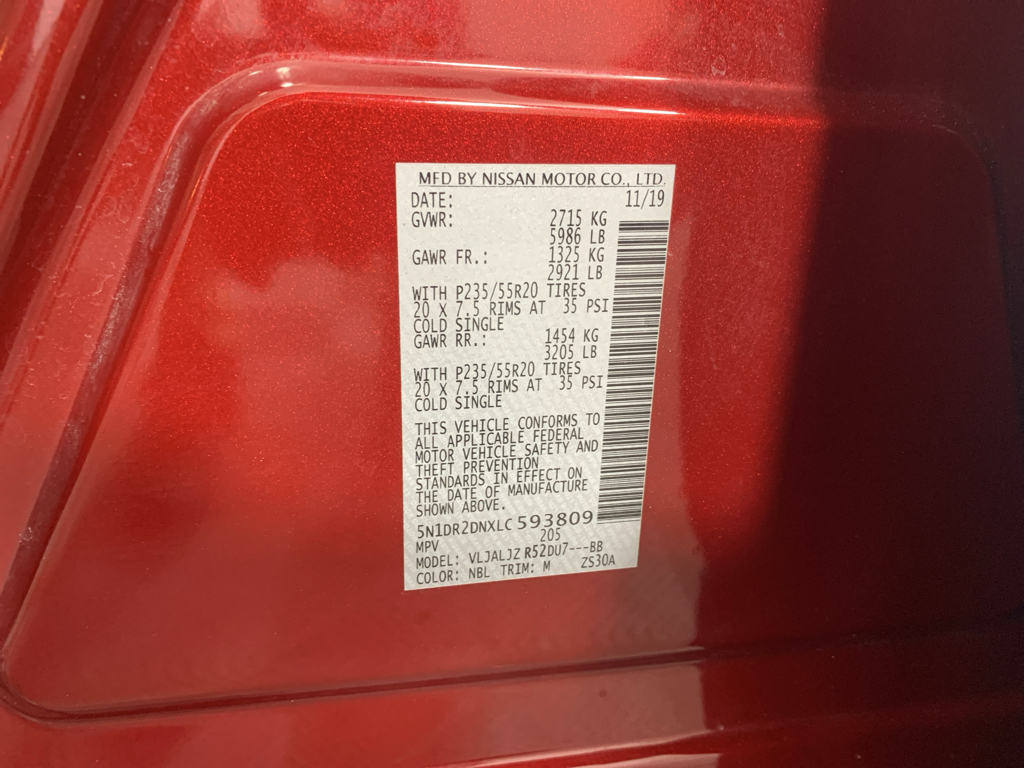 MFD BY NISSAN MOTOR CO., LTD.
DATE: 11/19
GVWR: 2715 KG
5986 LB
GAWR FR.: 1325 KG
2921 LB
WITH P235/55R20 TIRES
20 X 7.5 RIMS AT 35 PSI
COLD SINGLE
GAWR RR.: 1454 KG
3205 LB
WITH P235/55R20 TIRES
20 X 7.5 RIMS AT 35 PSI
COLD SINGLE
THIS VEHICLE CONFORMS TO
ALL APPLICABLE FEDERAL
MOTOR VEHICLE SAFETY AND
THEFT PREVENTION
STANDARDS IN EFFECT ON
THE DATE OF MANUFACTURE
SHOWN ABOVE.
5N1DR2DNXLC593809
MPV 205
MODEL: VLJALJZ R52DU7---BB
COLOR: NBL TRIM: M ZS30A